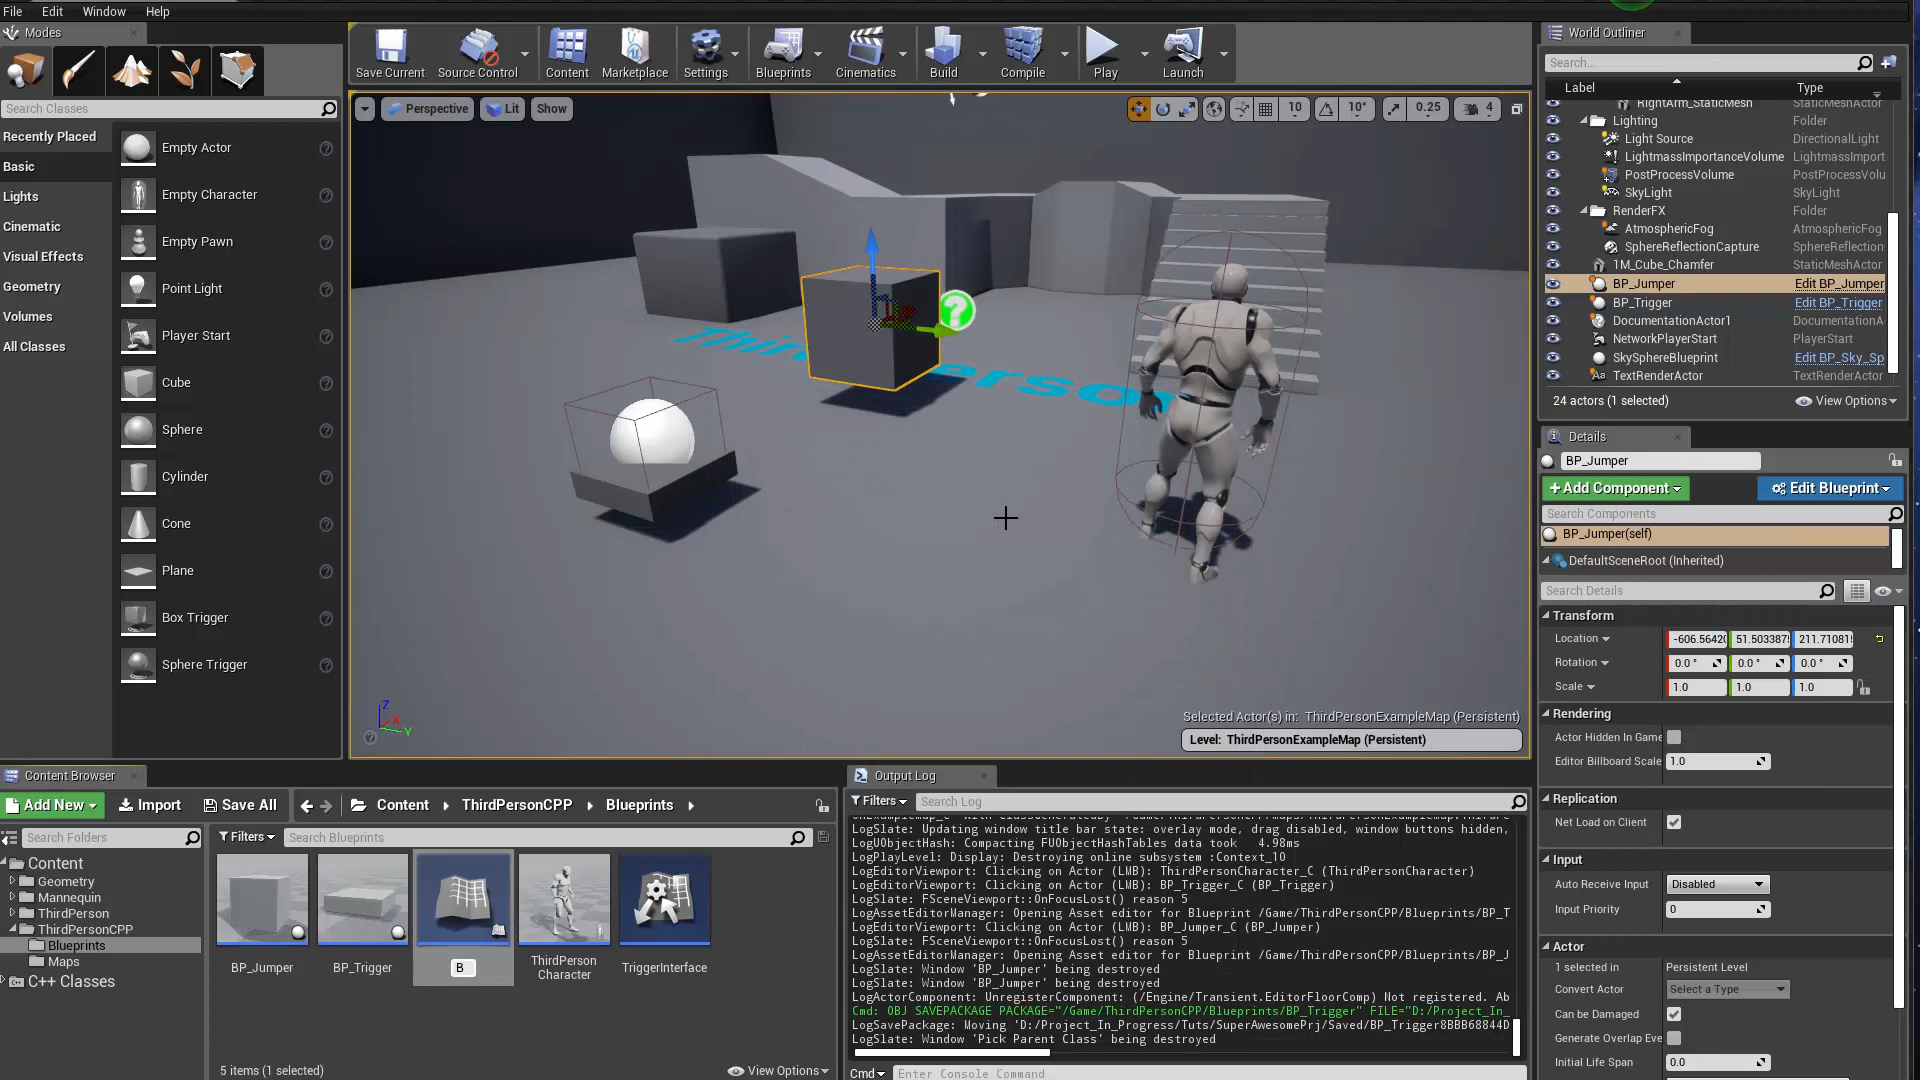 File Edit Window Help
Modes
World Outliner
Save Current
Source Control
Content
Marketplace
Settings
Blueprints
Cinematics
Build
Compile
Play
Launch
Search Classes
Recently Placed
Basic
Lights
Cinematic
Visual Effects
Geometry
Volumes
All Classes
Empty Actor
Empty Character
Empty Pawn
Point Light
Player Start
Cube
Sphere
Cylinder
Cone
Plane
Box Trigger
Sphere Trigger
Perspective Lit Show
10 10° 0.25 4
Selected Actor(s) in: ThirdPersonExampleMap (Persistent)
Level: ThirdPersonExampleMap (Persistent)
Z X Y
Search...
Label Type
RightArm_StaticMesh StaticMeshActor
Lighting Folder
Light Source DirectionalLight
LightmassImportanceVolume LightmassImport
PostProcessVolume PostProcessVolu
SkyLight SkyLight
RenderFX Folder
AtmosphericFog AtmosphericFog
SphereReflectionCapture SphereReflection
1M_Cube_Chamfer StaticMeshActor
BP_Jumper Edit BP_Jumper
BP_Trigger Edit BP_Trigger
DocumentationActor1 DocumentationA
NetworkPlayerStart PlayerStart
SkySphereBlueprint Edit BP_Sky_Sp
TextRenderActor TextRenderActor
24 actors (1 selected) View Options
Details
BP_Jumper
+Add Component Edit Blueprint
Search Components
BP_Jumper(self)
DefaultSceneRoot (Inherited)
Search Details
Transform
Location -606.5642 51.503387 211.71081
Rotation 0.0 ° 0.0 ° 0.0 °
Scale 1.0 1.0 1.0
Rendering
Actor Hidden In Game
Editor Billboard Scale 1.0
Replication
Net Load on Client
Input
Auto Receive Input Disabled
Input Priority 0
Actor
1 selected in Persistent Level
Convert Actor Select a Type
Can be Damaged
Generate Overlap Eve
Initial Life Span 0.0
Content Browser
Add New Import Save All Content ThirdPersonCPP Blueprints
Search Folders
Filters Search Blueprints
Content
Geometry
Mannequin
ThirdPerson
ThirdPersonCPP
Blueprints
Maps
C++ Classes
BP_Jumper
BP_Trigger
B
ThirdPerson
Character
TriggerInterface
5 items (1 selected) View Options
Output Log
Filters Search Log
LogSlate: Updating window title bar state: overlay mode, drag disabled, window buttons hidden,
LogUObjectHash: Compacting FUObjectHashTables data took 4.98ms
LogPlayLevel: Display: Destroying online subsystem :Context_10
LogEditorViewport: Clicking on Actor (LMB): ThirdPersonCharacter_C (ThirdPersonCharacter)
LogEditorViewport: Clicking on Actor (LMB): BP_Trigger_C (BP_Trigger)
LogSlate: FSceneViewport::OnFocusLost() reason 5
LogAssetEditorManager: Opening Asset editor for Blueprint /Game/ThirdPersonCPP/Blueprints/BP_T
LogEditorViewport: Clicking on Actor (LMB): BP_Jumper_C (BP_Jumper)
LogSlate: FSceneViewport::OnFocusLost() reason 5
LogAssetEditorManager: Opening Asset editor for Blueprint /Game/ThirdPersonCPP/Blueprints/BP_J
LogSlate: Window 'BP_Jumper' being destroyed
LogSlate: Window 'BP_Jumper' being destroyed
LogActorComponent: UnregisterComponent: (/Engine/Transient.EditorFloorComp) Not registered. Ab
Cmd: OBJ SAVEPACKAGE PACKAGE="/Game/ThirdPersonCPP/Blueprints/BP_Trigger" FILE="D:/Project_In_
LogSavePackage: Moving 'D:/Project_In_Progress/Tuts/SuperAwesomePrj/Saved/BP_Trigger8BBB68844D
LogSlate: Window 'Pick Parent Class' being destroyed
Cmd Enter Console Command